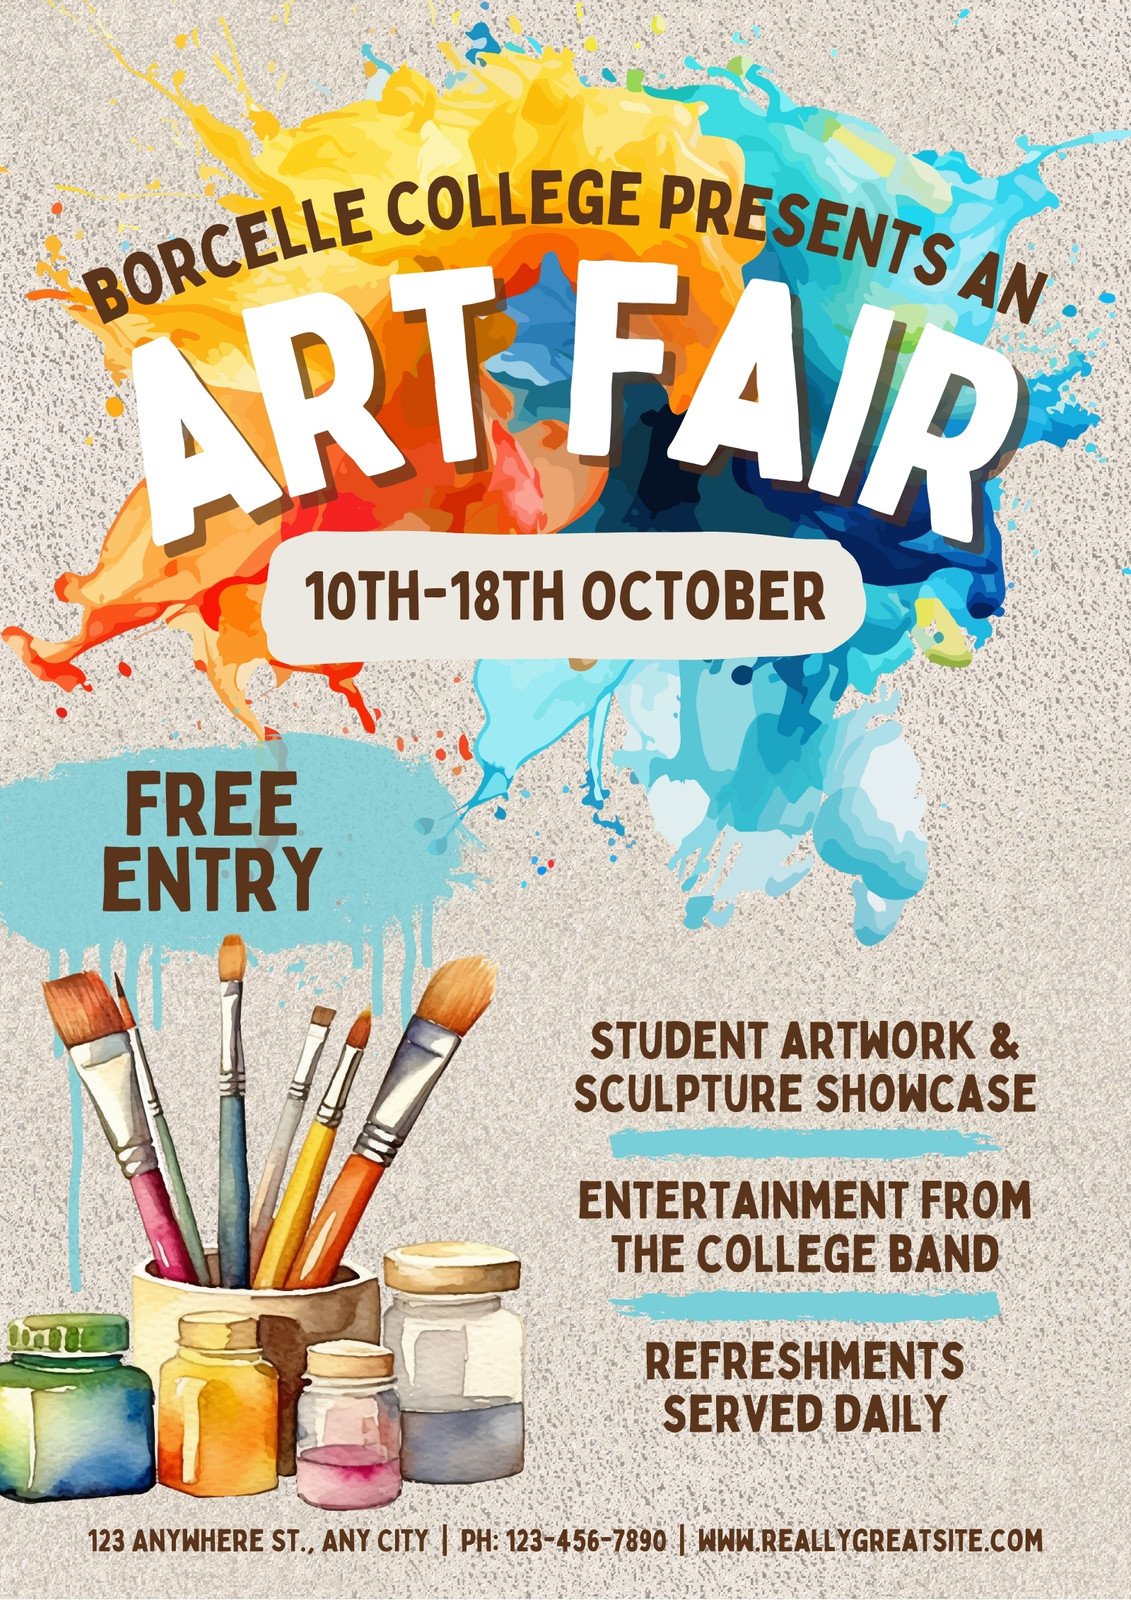 BORCELLE COLLEGE PRESENTS AN
ART FAIR
10TH-18TH OCTOBER
FREE
ENTRY
STUDENT ARTWORK &
SCULPTURE SHOWCASE
ENTERTAINMENT FROM
THE COLLEGE BAND
REFRESHMENTS
SERVED DAILY
123 ANYWHERE ST., ANY CITY | PH: 123-456-7890 | WWW.REALLYGREATSITE.COM